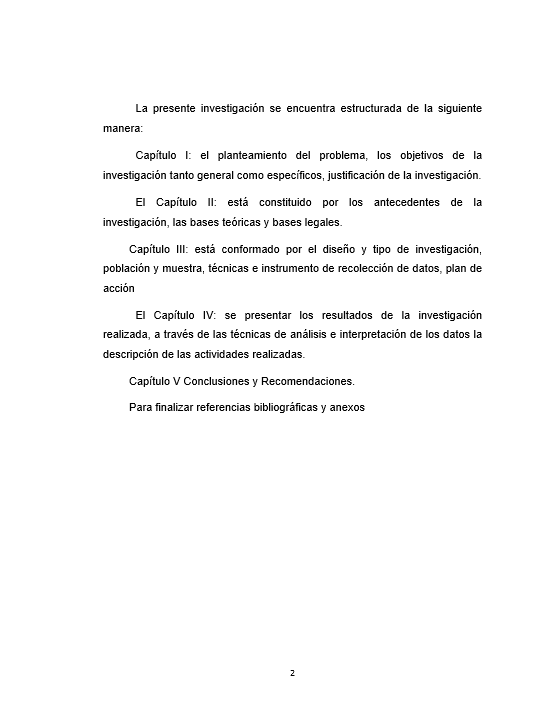 La presente investigación se encuentra estructurada de la siguiente
manera:
Capítulo I: el planteamiento del problema, los objetivos de la
investigación tanto general como específicos, justificación de la investigación.
El Capítulo II: está constituido por los antecedentes de la
investigación, las bases teóricas y bases legales.
Capítulo III: está conformado por el diseño y tipo de investigación,
población y muestra, técnicas e instrumento de recolección de datos, plan de
acción
El Capítulo IV: se presentar los resultados de la investigación
realizada, a través de las técnicas de análisis e interpretación de los datos la
descripción de las actividades realizadas.
Capítulo V Conclusiones y Recomendaciones.
Para finalizar referencias bibliográficas y anexos
2